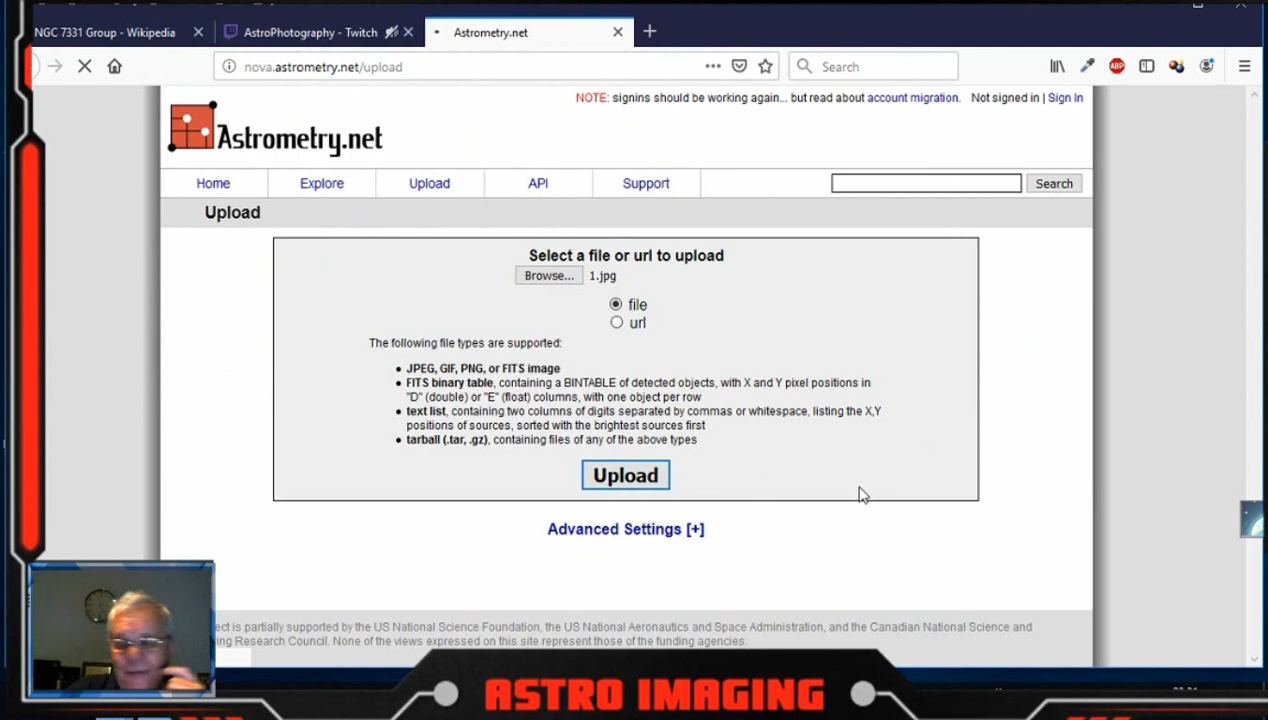 NGC 7331 Group - Wikipedia
AstroPhotography - Twitch
Astrometry.net
nova.astrometry.net/upload
Search
NOTE: signins should be working again... but read about account migration. Not signed in | Sign In
Astrometry.net
Home Explore Upload API Support Search
Upload
Select a file or url to upload
Browse... 1.jpg
file
url
The following file types are supported:
JPEG, GIF, PNG, or FITS image
FITS binary table, containing a BINTABLE of detected objects, with X and Y pixel positions in
"D" (double) or "E" (float) columns, with one object per row
text list, containing two columns of digits separated by commas or whitespace, listing the X,Y
positions of sources, sorted with the brightest sources first
tarball (.tar, .gz), containing files of any of the above types
Upload
Advanced Settings [+]
ect is partially supported by the US National Science Foundation, the US National Aeronautics and Space Administration, and the Canadian National Science and
ng Research Council. None of the views expressed on this site represent those of the funding agencies.
ASTRO IMAGING